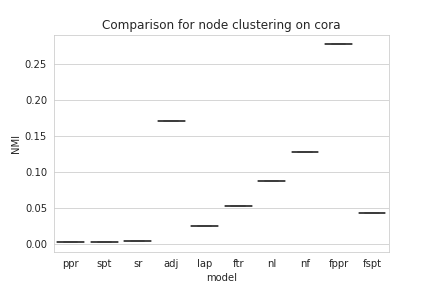 Comparison for node clustering on cora
0.25
0.20
0.15
0.10
0.05
0.00
NMI
ppr spt sr adj lap ftr nl nf fppr fspt
model